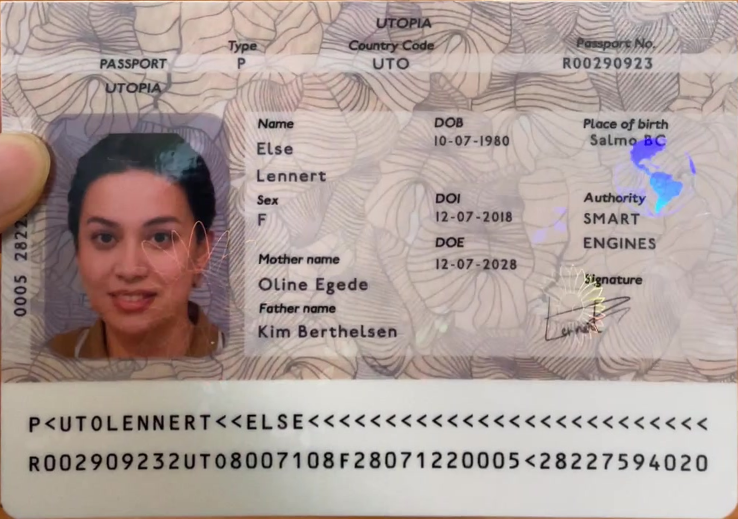 UTOPIA
Type Country Code Passport No.
PASSPORT P UTO R00290923
UTOPIA
Name DOB Place of birth
Else 10-07-1980 Salmo BC
Lennert
Sex DOI Authority
F 12-07-2018 SMART
DOE ENGINES
Mother name 12-07-2028
Oline Egede Signature
Father name
Kim Berthelsen
Lennert
0005 2822
P<UTOLENNERT<<ELSE<<<<<<<<<<<<<<<<<<<<<<<<<<
R002909232UTO8007108F28071220005<28227594020